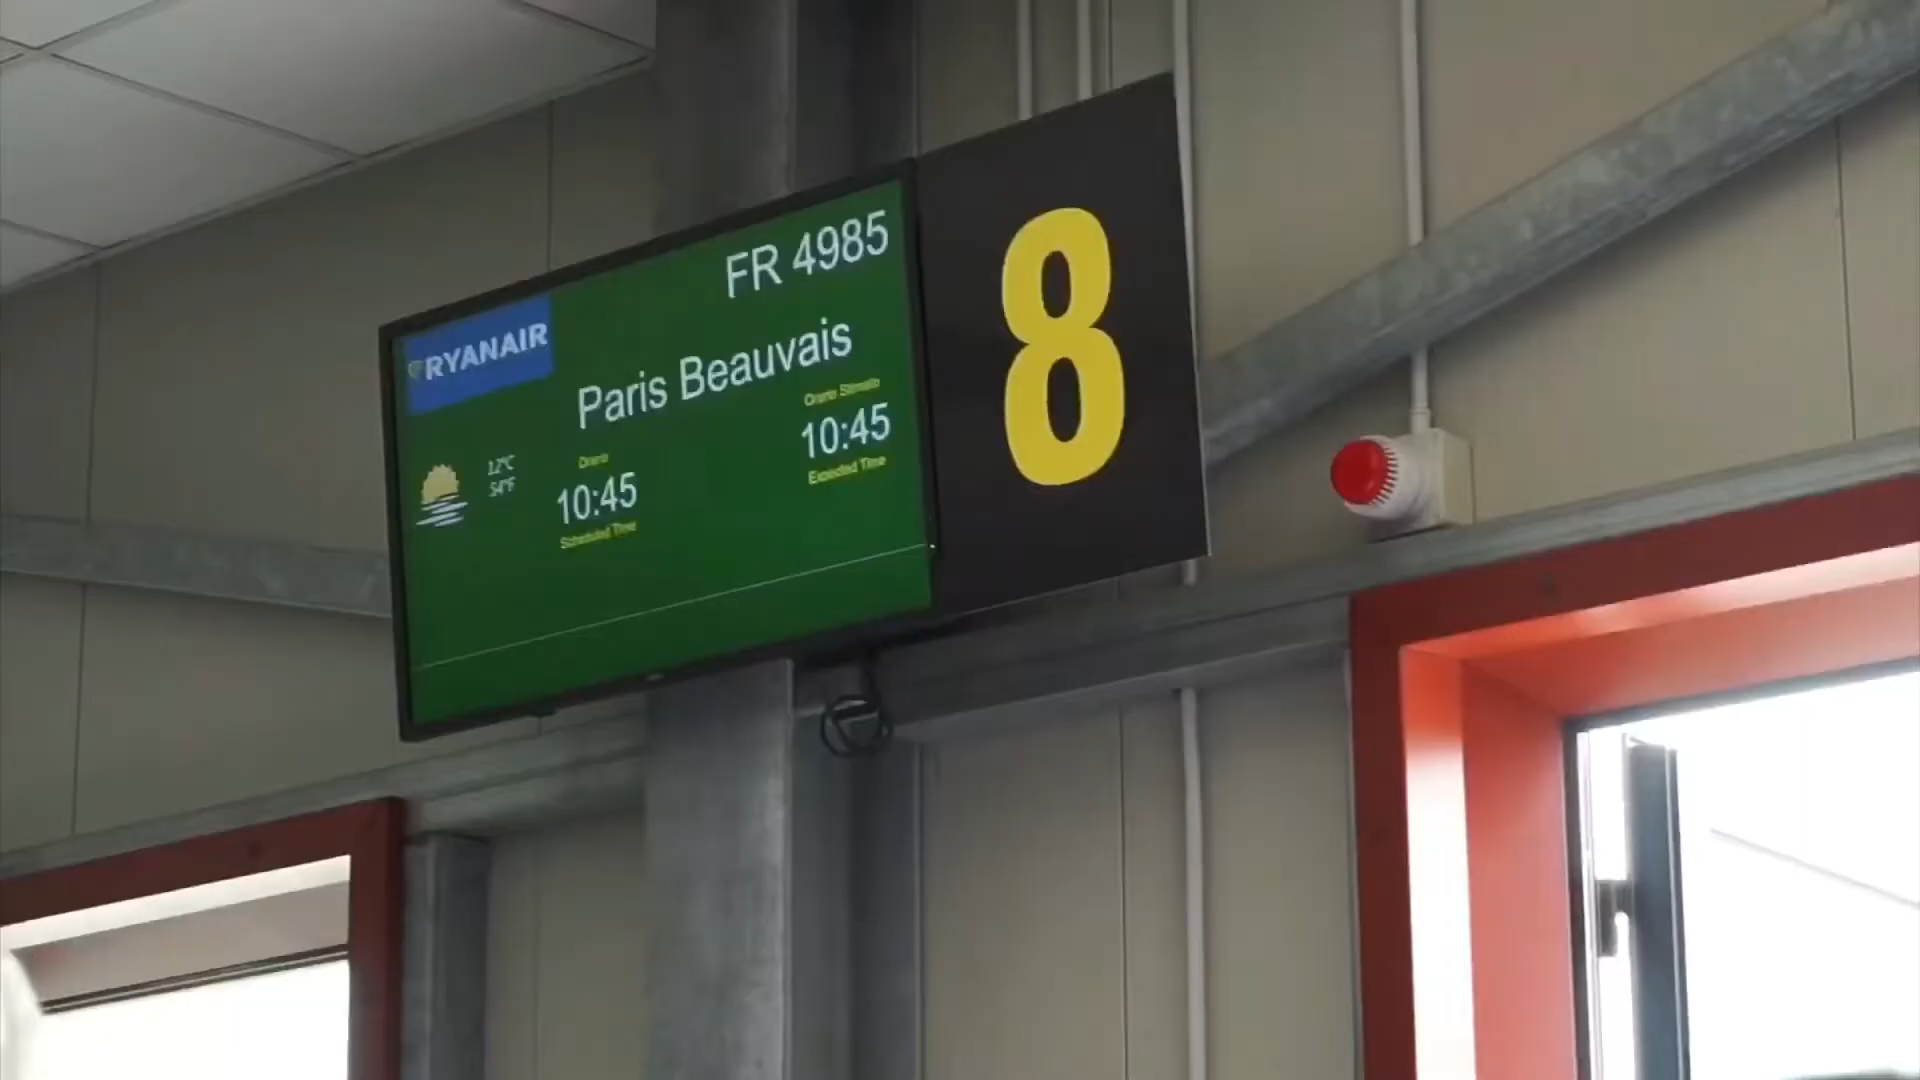 FR 4985
RYANAIR
Paris Beauvais
12°C
54°F
Orario
10:45
Scheduled Time
Orario Stimato
10:45
Expected Time
8